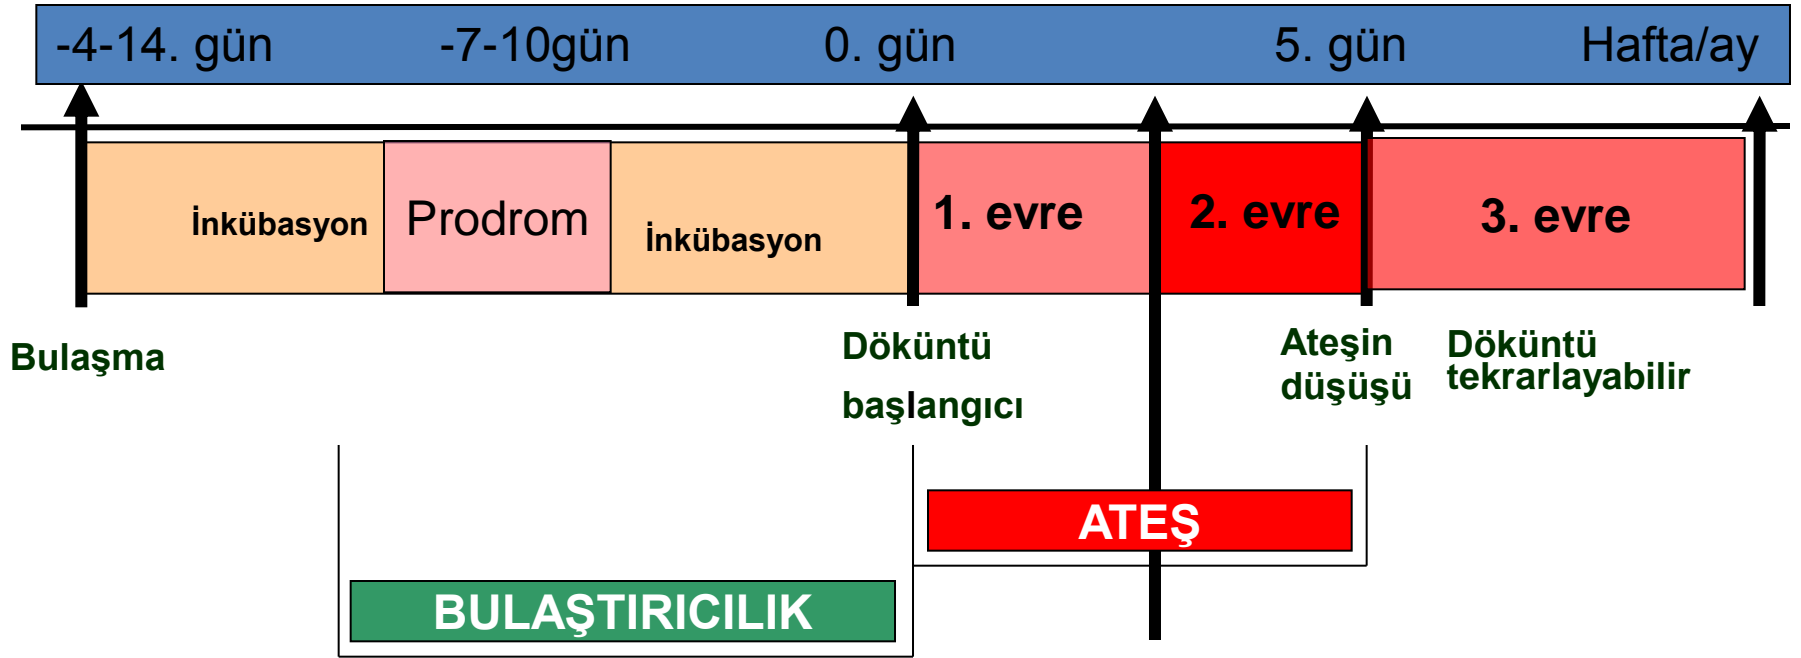 -4-14. gün -7-10gün 0. gün 5. gün Hafta/ay
İnkübasyon Prodrom İnkübasyon 1. evre 2. evre 3. evre
Bulaşma
Döküntü
başlangıcı
Ateşin
düşüşü
Döküntü
tekrarlayabilir
ATEŞ
BULAŞTIRICILIK